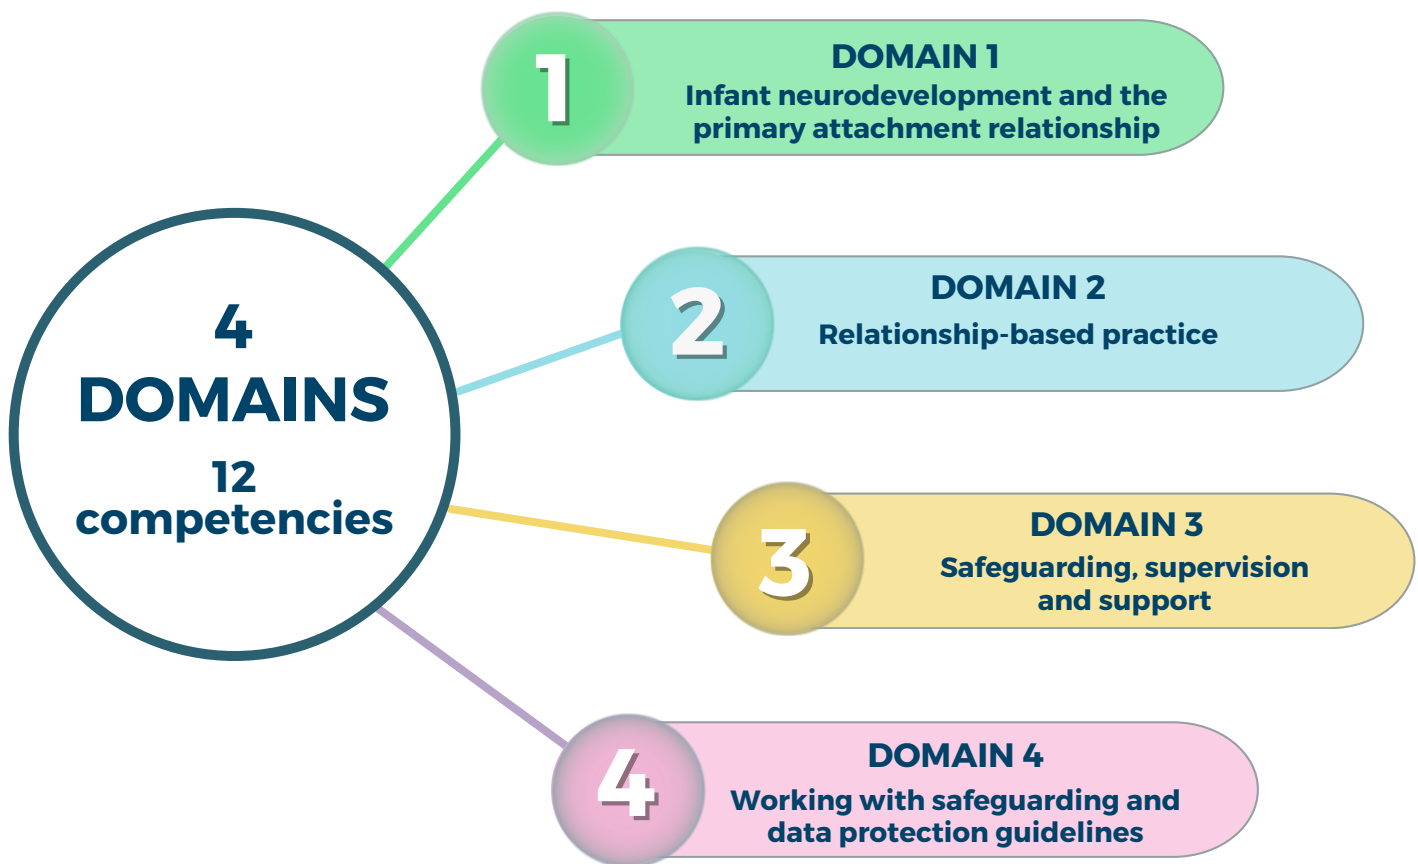 4
DOMAINS
12
competencies
1
DOMAIN 1
Infant neurodevelopment and the
primary attachment relationship
2
DOMAIN 2
Relationship-based practice
3
DOMAIN 3
Safeguarding, supervision
and support
4
DOMAIN 4
Working with safeguarding and
data protection guidelines